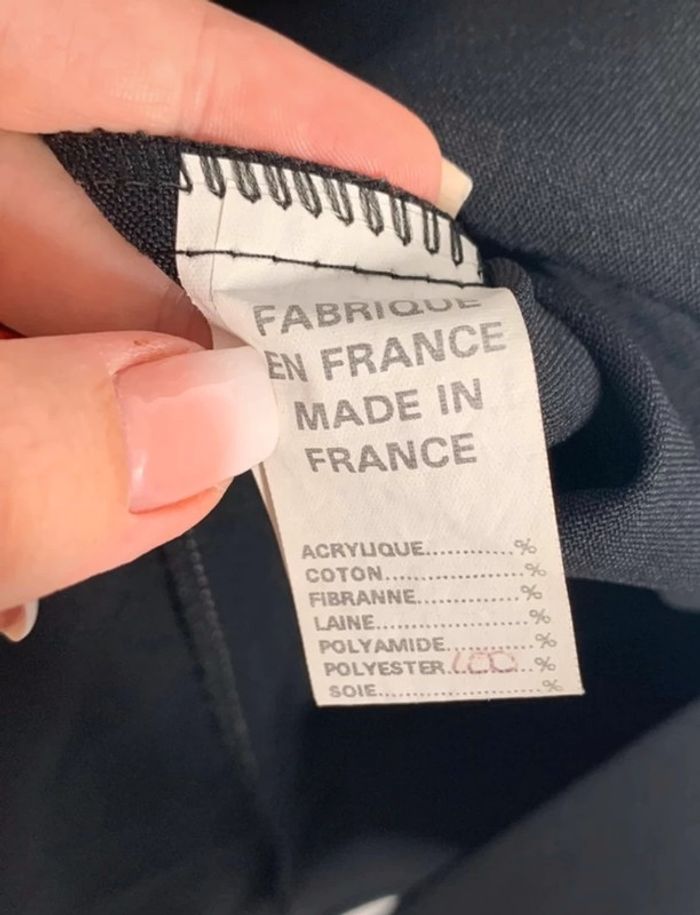 FABRIQUE
EN FRANCE
MADE IN
FRANCE
ACRYLIQUE............%
COTON..................%
FIBRANNE..............%
LAINE....................%
POLYAMIDE...........%
POLYESTER..100..%
SOIE.....................%